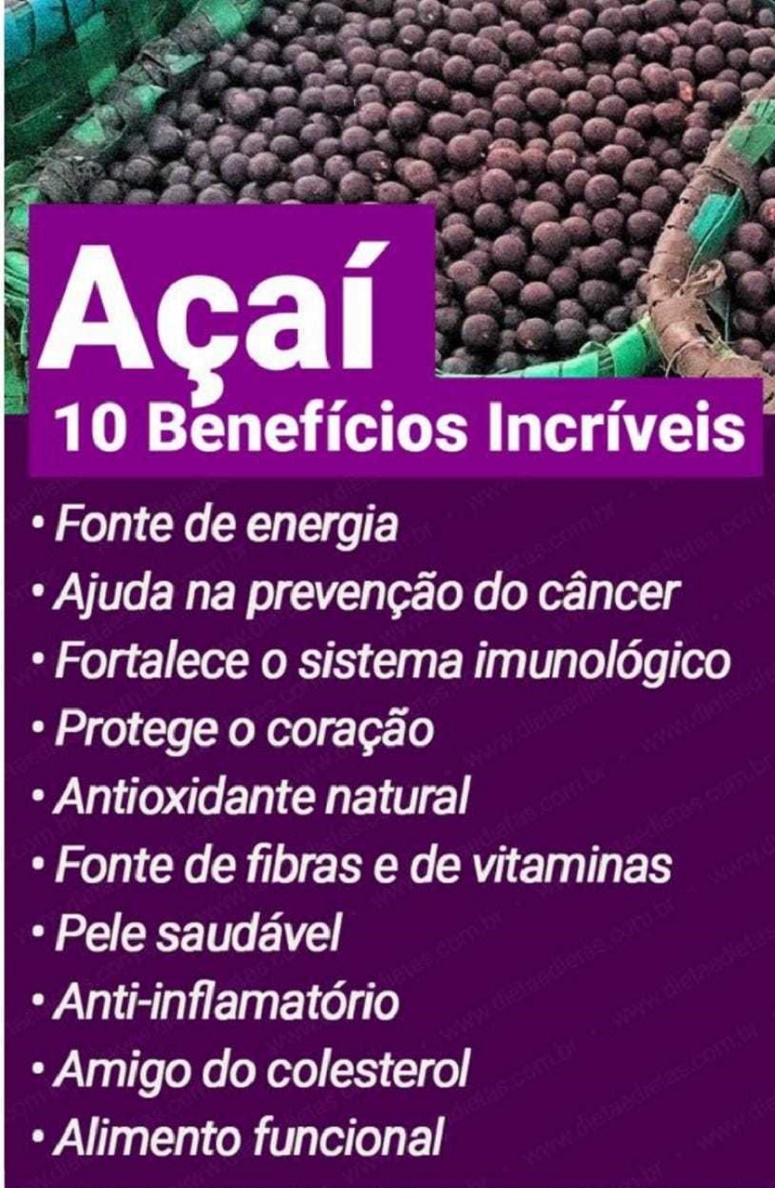 Açaí
10 Benefícios Incríveis
• Fonte de energia
• Ajuda na prevenção do câncer
• Fortalece o sistema imunológico
• Protege o coração
• Antioxidante natural
• Fonte de fibras e de vitaminas
• Pele saudável
• Anti-inflamatório
• Amigo do colesterol
• Alimento funcional